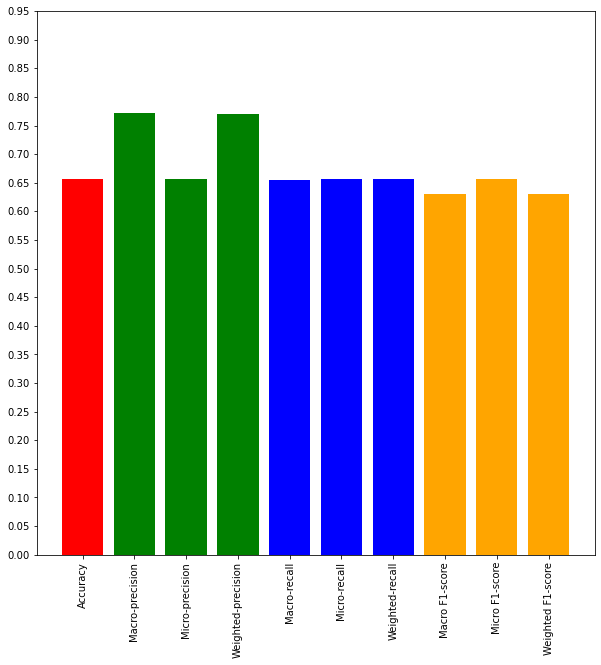 0.95
0.90
0.85
0.80
0.75
0.70
0.65
0.60
0.55
0.50
0.45
0.40
0.35
0.30
0.25
0.20
0.15
0.10
0.05
0.00
Accuracy
Macro-precision
Micro-precision
Weighted-precision
Macro-recall
Micro-recall
Weighted-recall
Macro F1-score
Micro F1-score
Weighted F1-score